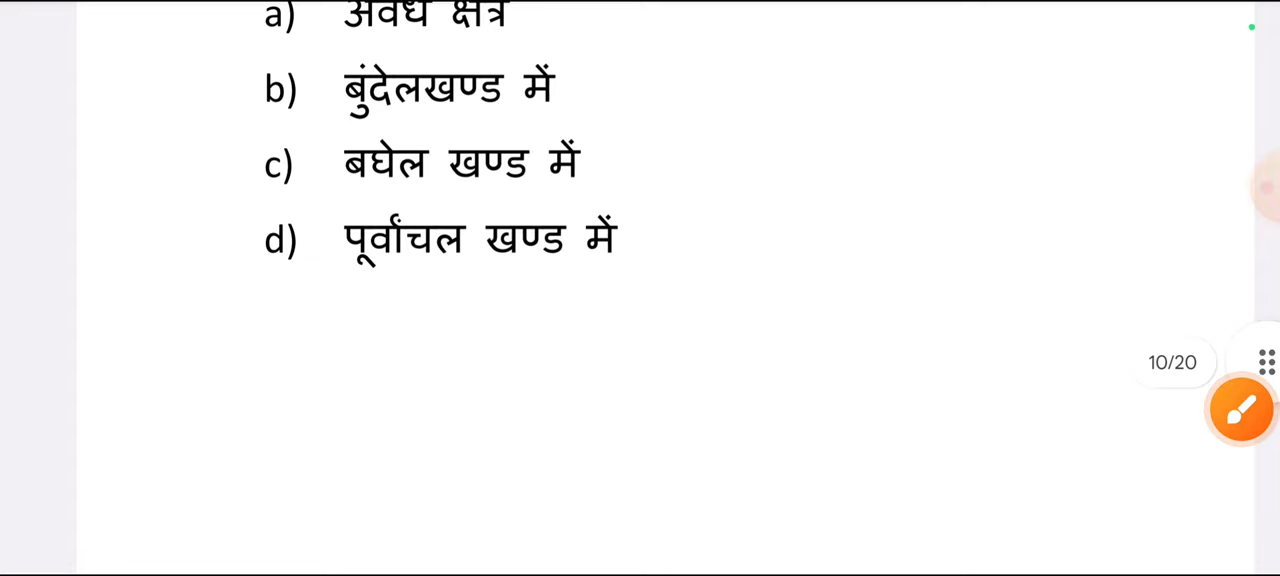 a) अवध क्षेत्र
b) बुंदेलखण्ड में
c) बघेल खण्ड में
d) पूर्वांचल खण्ड में
10/20